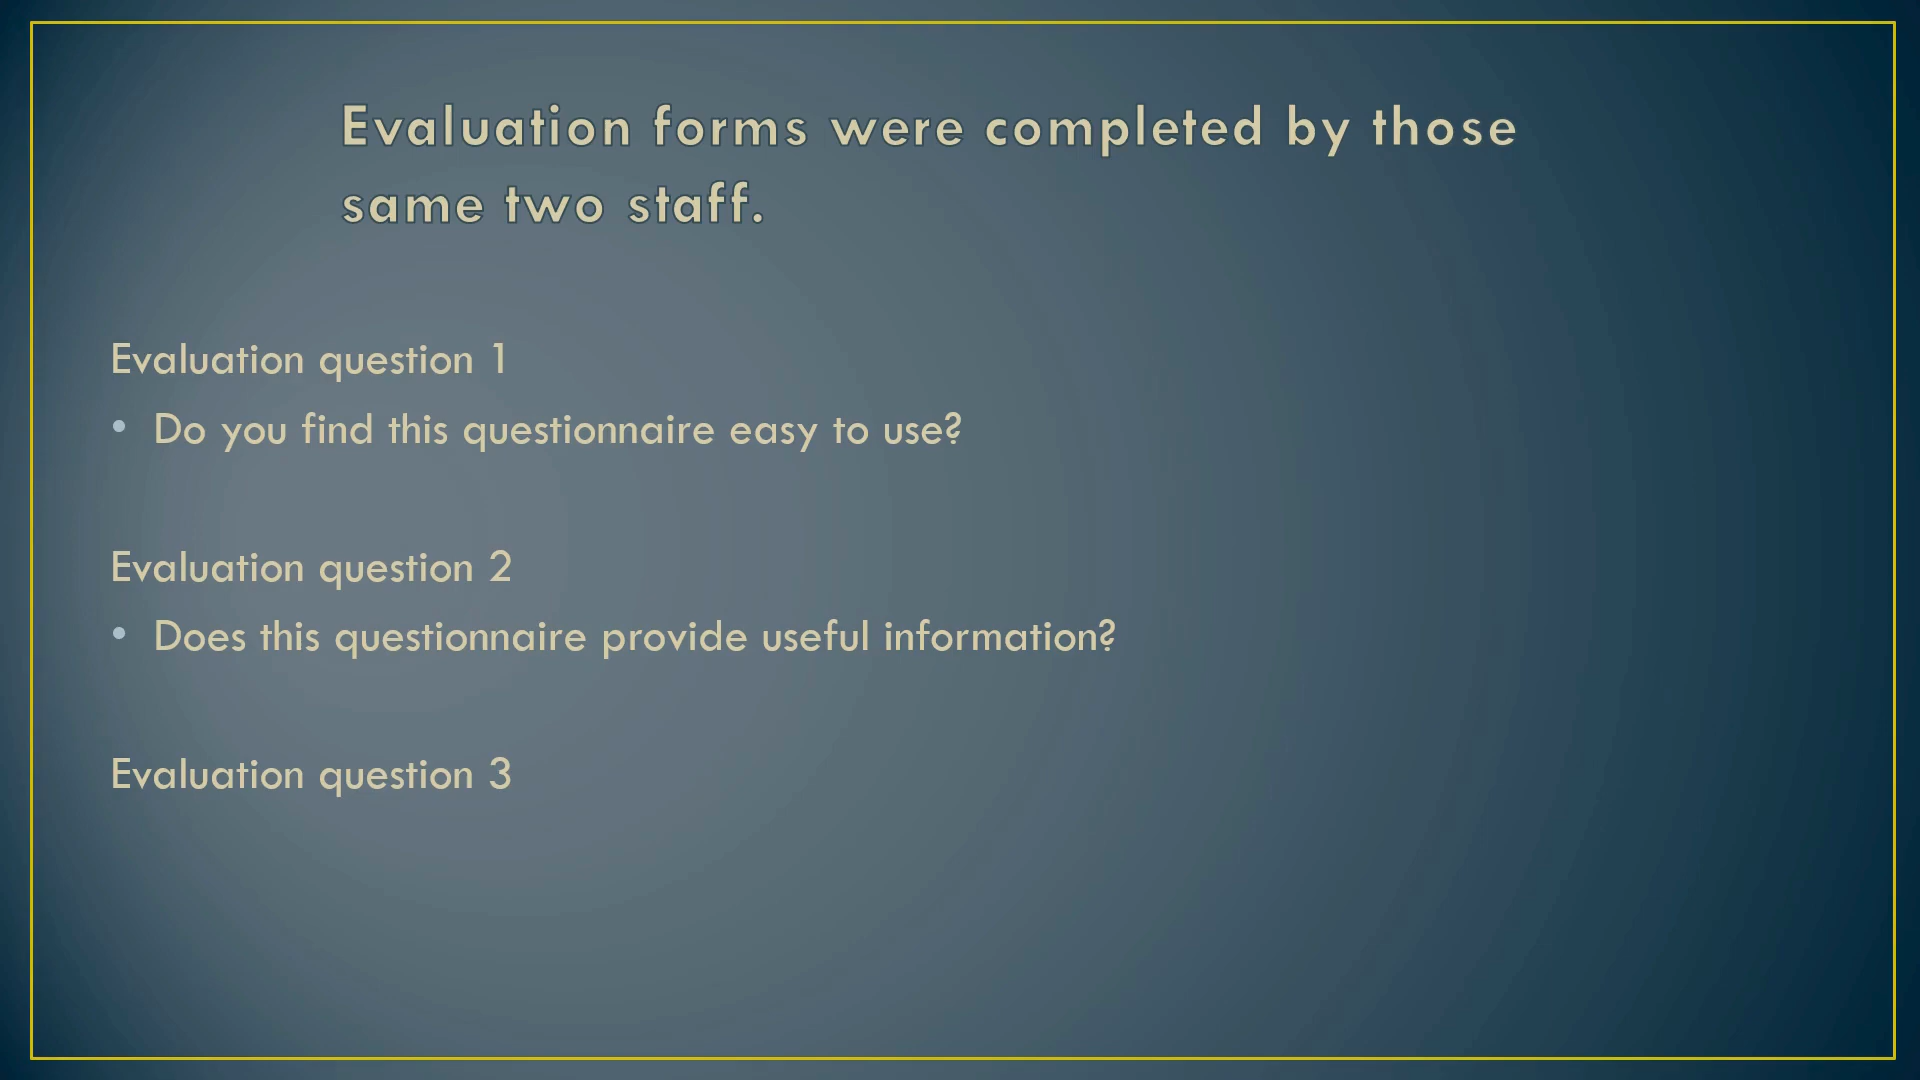 Evaluation forms were completed by those
same two staff.
Evaluation question 1
• Do you find this questionnaire easy to use?
Evaluation question 2
• Does this questionnaire provide useful information?
Evaluation question 3